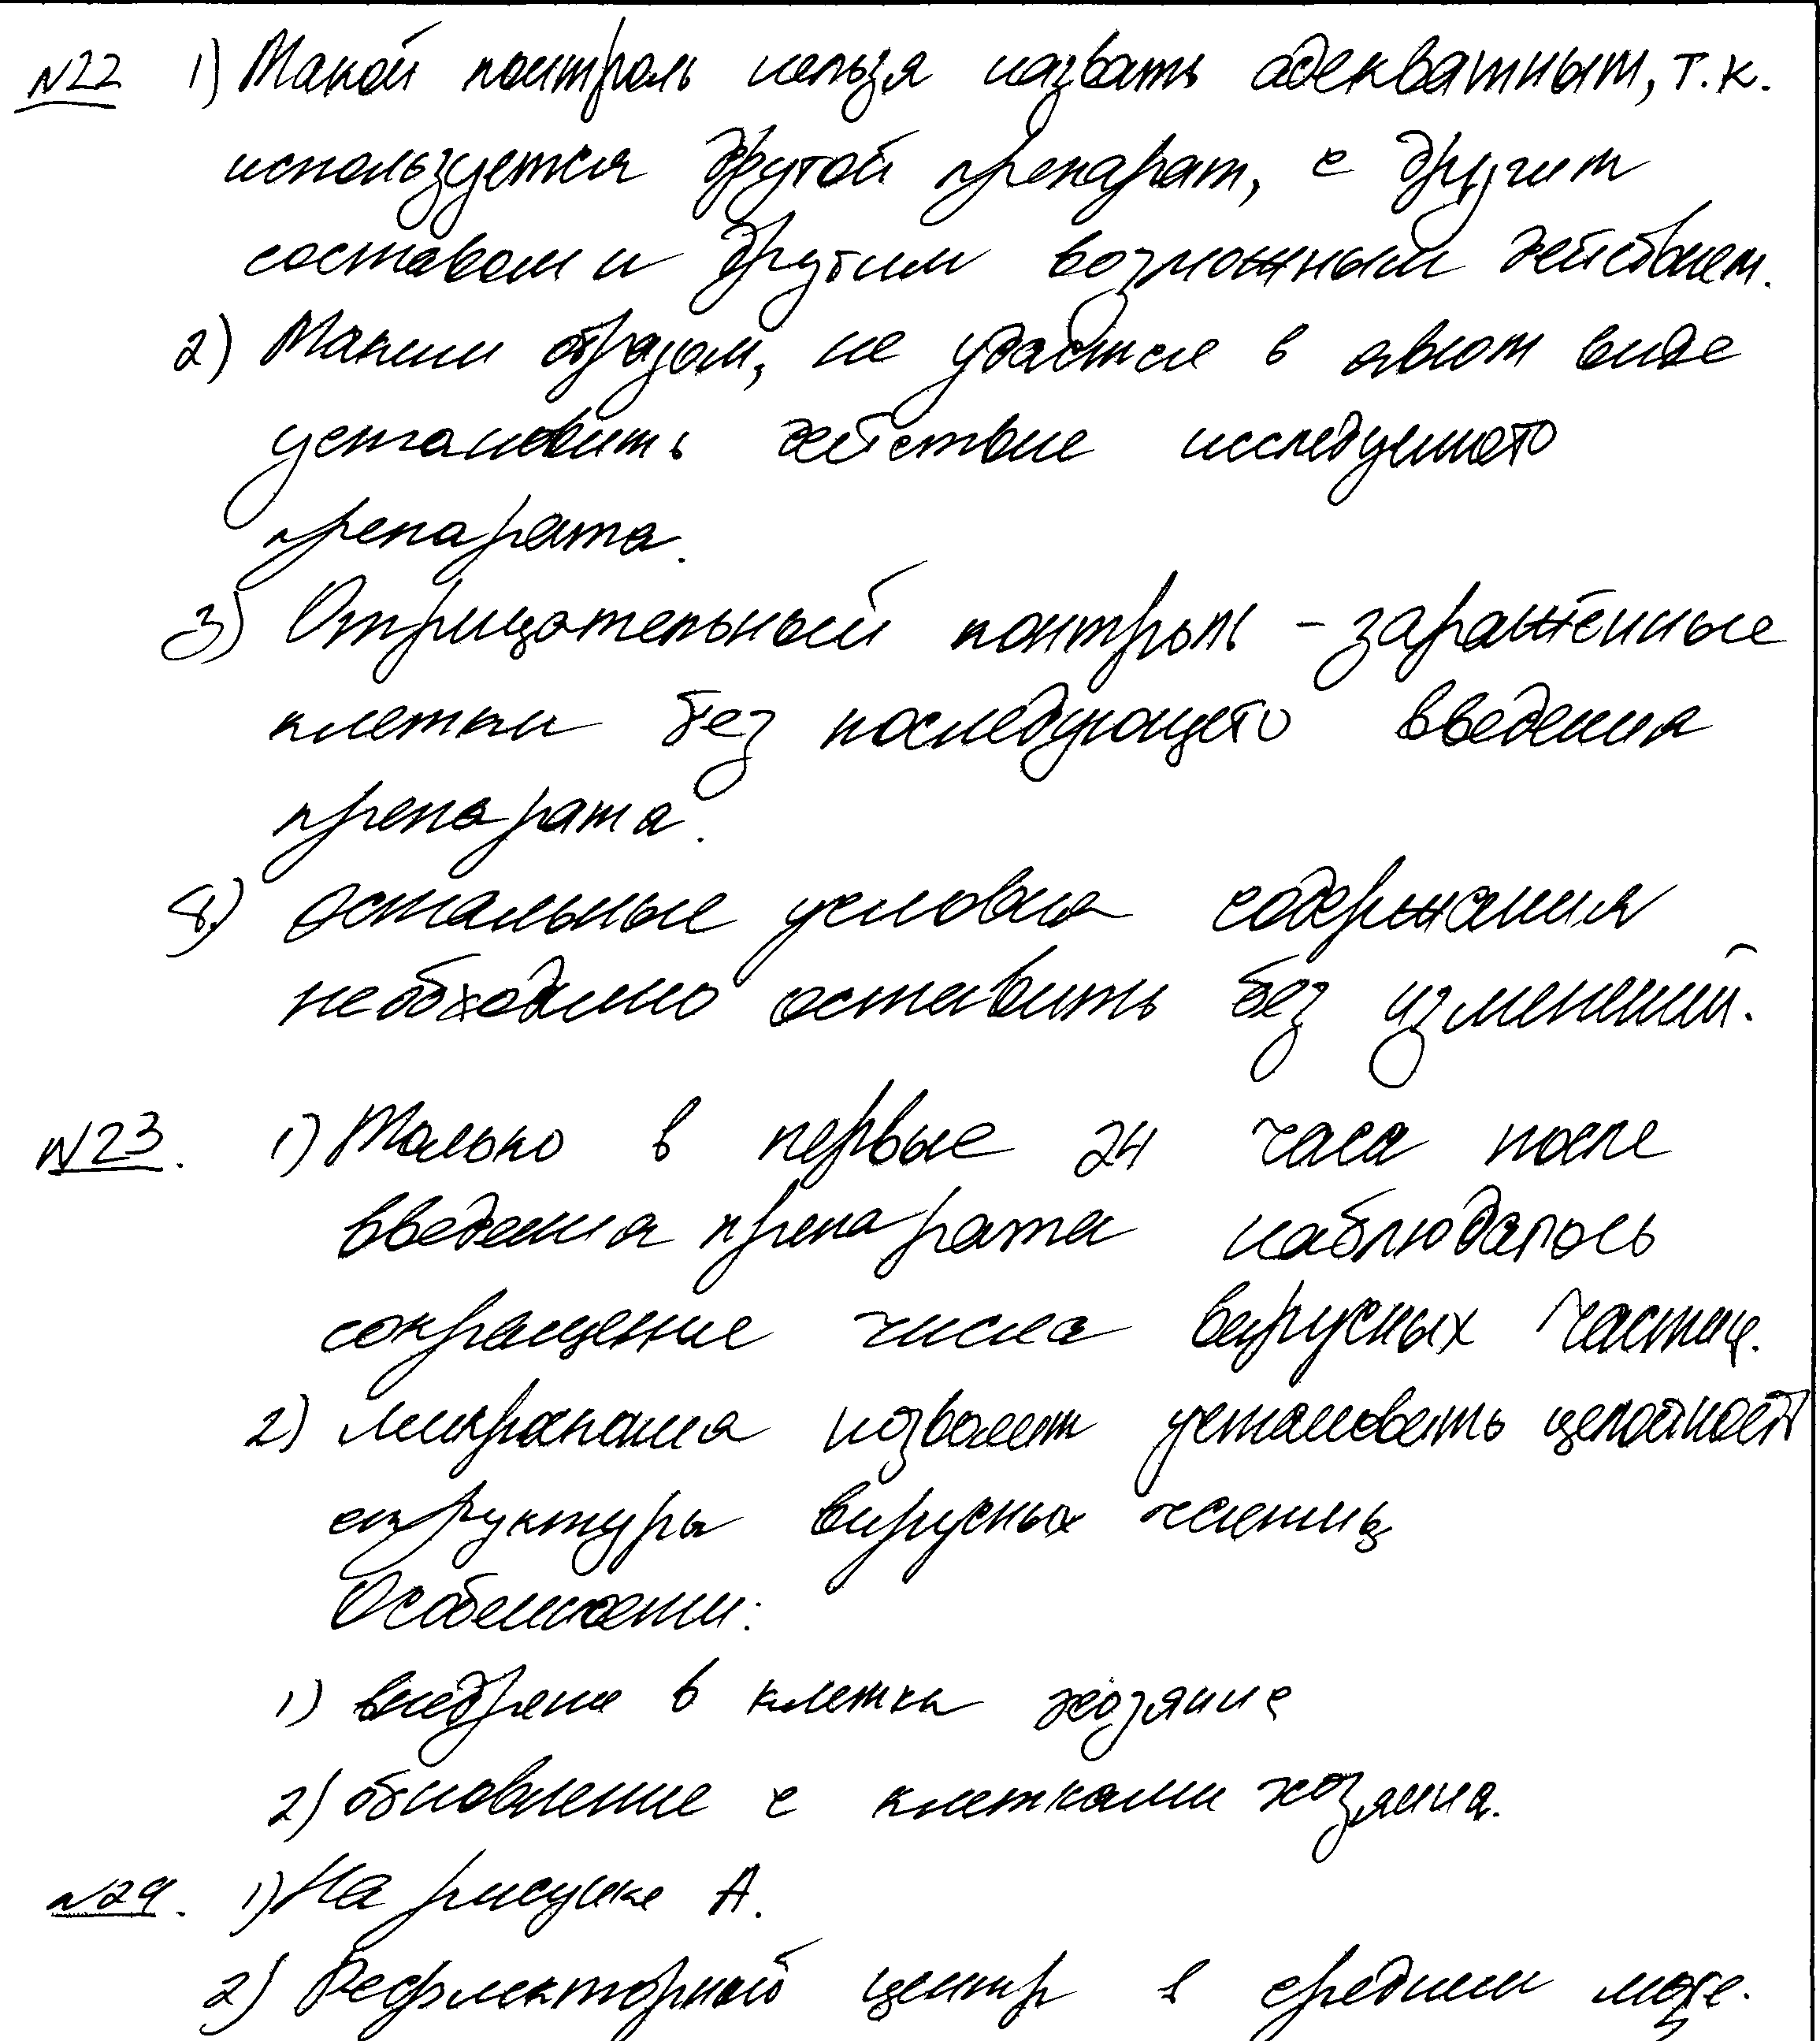 №22 1) Такой контроль нельзя назвать адекватным, т.к.
используется другой препарат, с другим
составом и другим возможным действием.
2) Таким образом, не удастся в явном виде
установить действие исследуемого
препарата.
3) Отрицательный контроль - заражённые
клетки без последующего введения
препарата.
4) остальные условия содержания
необходимо оставить без изменений.
№23. 1) Только в первые 24 часа после
введения препарата наблюдалось
сокращение числа вирусных частиц.
2) микроскопия позволяет установить целостность
структуры вирусных частиц
Особенности:
1) внедрение в клетки хозяина
2) обновление с клетками хозяина.
№24. 1) На рисунке А.
2) Рефлекторный центр в среднем мозге.